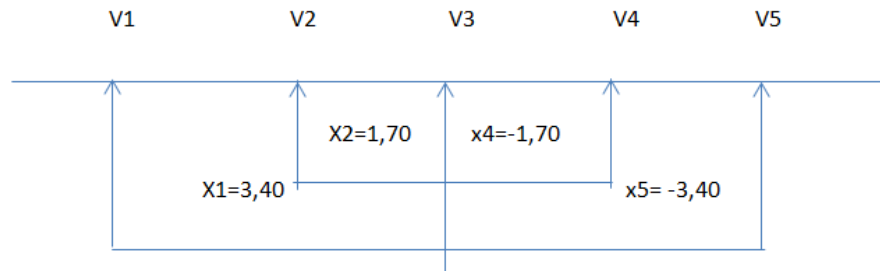 V1 V2 V3 V4 V5
X2=1,70 x4=-1,70
X1=3,40 x5= -3,40